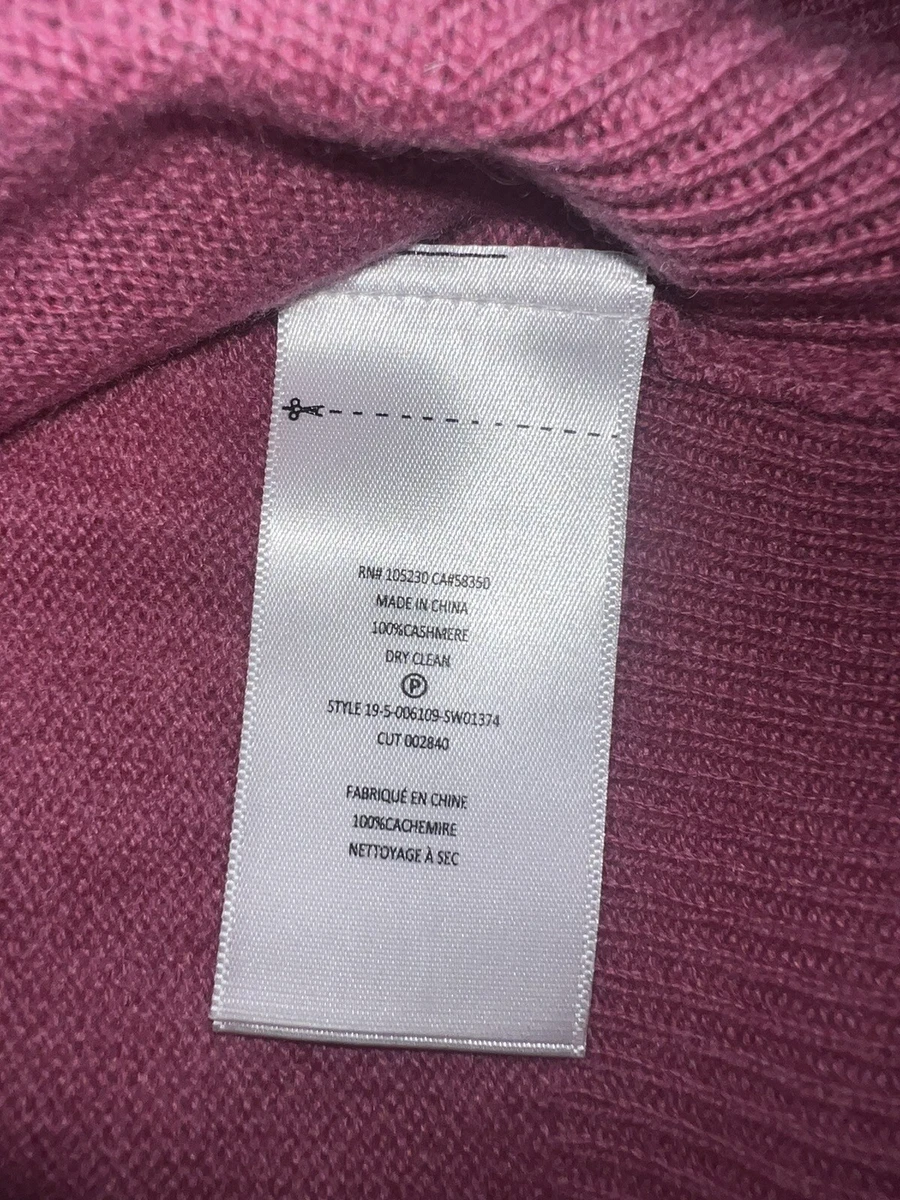 RN# 105230 CA#58350
MADE IN CHINA
100%CASHMERE
DRY CLEAN
P
STYLE 19-5-006109-SW01374
CUT 002840
FABRIQUÉ EN CHINE
100%CACHEMIRE
NETTOYAGE À SEC